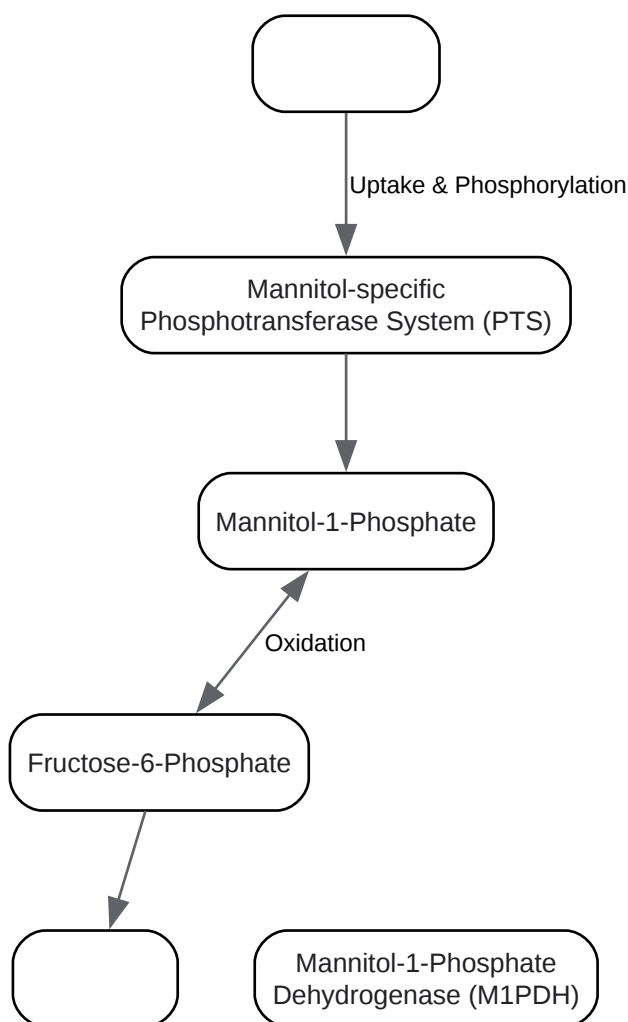 Uptake & Phosphorylation
Mannitol-specific
Phosphotransferase System (PTS)
Mannitol-1-Phosphate
Oxidation
Fructose-6-Phosphate
Mannitol-1-Phosphate
Dehydrogenase (M1PDH)